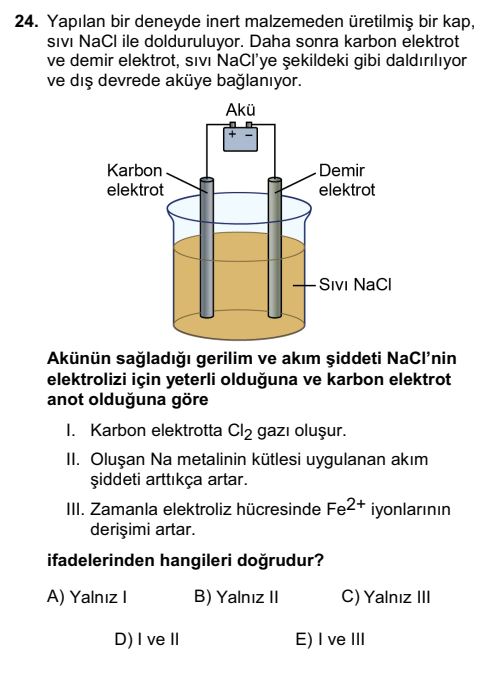 24. Yapılan bir deneyde inert malzemeden üretilmiş bir kap,
sıvı NaCl ile dolduruluyor. Daha sonra karbon elektrot
ve demir elektrot, sıvı NaCl’ye şekildeki gibi daldırılıyor
ve dış devrede aküye bağlanıyor.
Akü
+ –
Karbon
elektrot
Demir
elektrot
Sıvı NaCl
Akünün sağladığı gerilim ve akım şiddeti NaCl’nin
elektrolizi için yeterli olduğuna ve karbon elektrot
anot olduğuna göre
I. Karbon elektrotta Cl2 gazı oluşur.
II. Oluşan Na metalinin kütlesi uygulanan akım
şiddeti arttıkça artar.
III. Zamanla elektroliz hücresinde Fe2+ iyonlarının
derişimi artar.
ifadelerinden hangileri doğrudur?
A) Yalnız I B) Yalnız II C) Yalnız III
D) I ve II E) I ve III